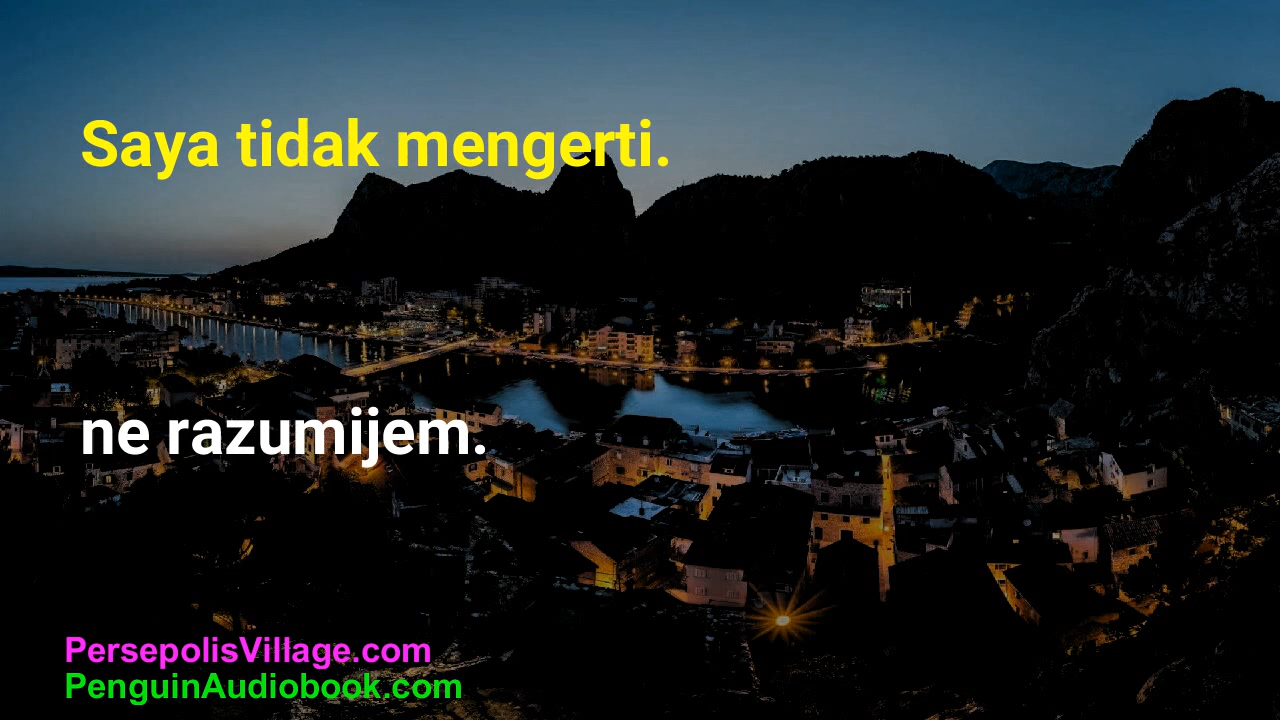 Saya tidak mengerti.
ne razumijem.
PersepolisVillage.com
PenguinAudiobook.com